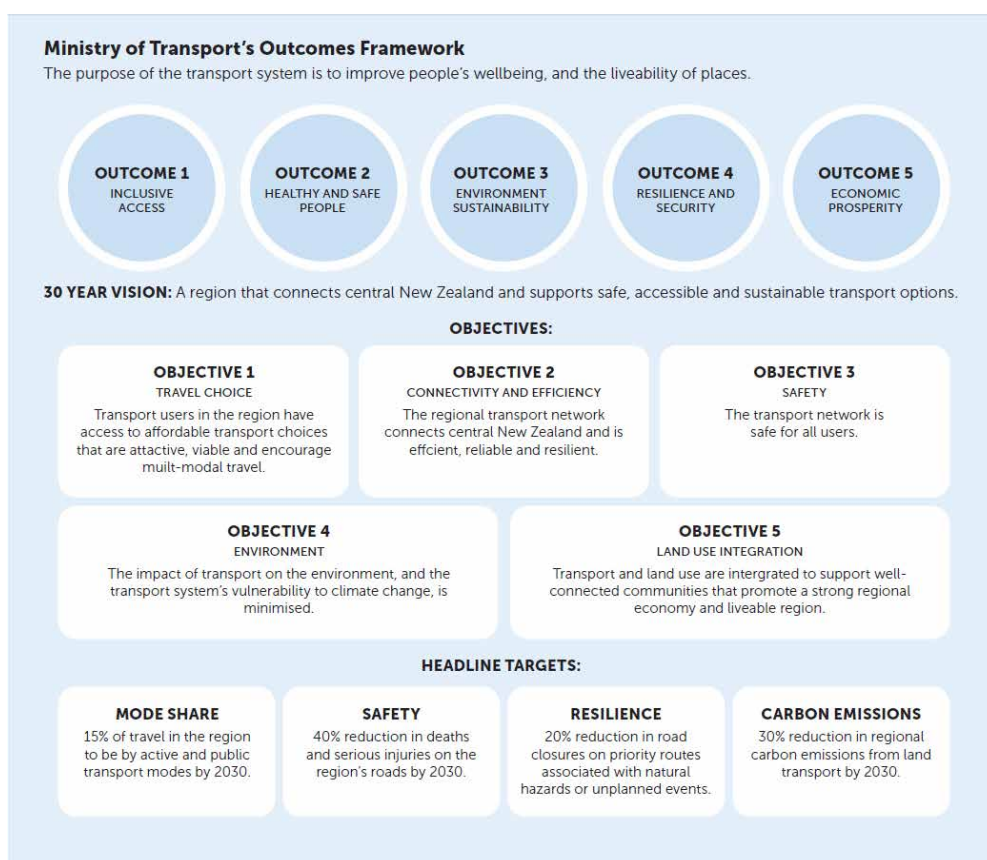 Ministry of Transport's Outcomes Framework
The purpose of the transport system is to improve people's wellbeing, and the liveability of places.
OUTCOME 1
INCLUSIVE
ACCESS
OUTCOME 2
HEALTHY AND SAFE
PEOPLE
OUTCOME 3
ENVIRONMENT
SUSTAINABILITY
OUTCOME 4
RESILIENCE AND
SECURITY
OUTCOME 5
ECONOMIC
PROSPERITY
30 YEAR VISION: A region that connects central New Zealand and supports safe, accessible and sustainable transport options.
OBJECTIVES:
OBJECTIVE 1
TRAVEL CHOICE
Transport users in the region have
access to affordable transport choices
that are attactive, viable and encourage
muilt-modal travel.
OBJECTIVE 2
CONNECTIVITY AND EFFICIENCY
The regional transport network
connects central New Zealand and is
effcient, reliable and resilient.
OBJECTIVE 3
SAFETY
The transport network is
safe for all users.
OBJECTIVE 4
ENVIRONMENT
The impact of transport on the environment, and the
transport system's vulnerability to climate change, is
minimised.
OBJECTIVE 5
LAND USE INTEGRATION
Transport and land use are intergrated to support well-
connected communities that promote a strong regional
economy and liveable region.
HEADLINE TARGETS:
MODE SHARE
15% of travel in the region
to be by active and public
transport modes by 2030.
SAFETY
40% reduction in deaths
and serious injuries on the
region's roads by 2030.
RESILIENCE
20% reduction in road
closures on priority routes
associated with natural
hazards or unplanned events.
CARBON EMISSIONS
30% reduction in regional
carbon emissions from land
transport by 2030.